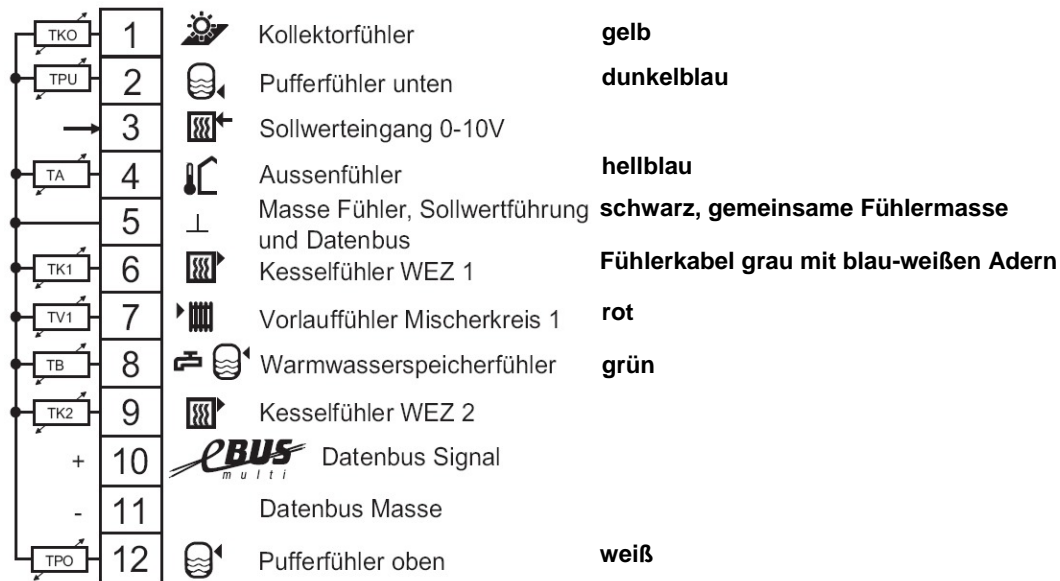 TKO 1 Kollektorfühler gelb
TPU 2 Pufferfühler unten dunkelblau
3 Sollwerteingang 0-10V
TA 4 Aussenfühler hellblau
5 Masse Fühler, Sollwertführung schwarz, gemeinsame Fühlermasse
und Datenbus
TK1 6 Kesselfühler WEZ 1 Fühlerkabel grau mit blau-weißen Adern
TV1 7 Vorlauffühler Mischerkreis 1 rot
TB 8 Warmwasserspeicherfühler grün
TK2 9 Kesselfühler WEZ 2
+ 10 eBUS Datenbus Signal
multi
- 11 Datenbus Masse
TPO 12 Pufferfühler oben weiß